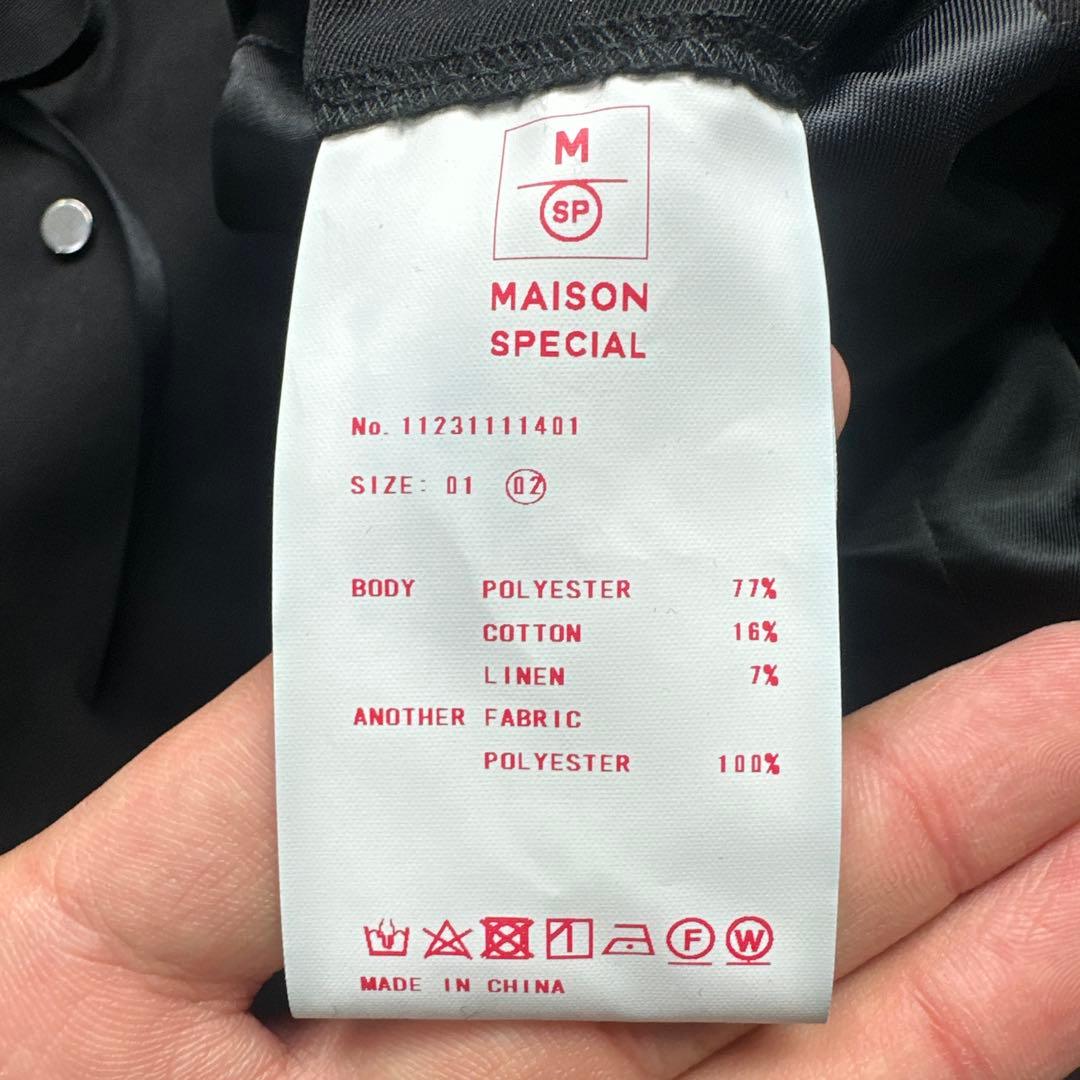 M
SP
MAISON
SPECIAL
No. 11231111401
SIZE: 01 02
BODY POLYESTER 77%
COTTON 16%
LINEN 7%
ANOTHER FABRIC
POLYESTER 100%
F W
MADE IN CHINA